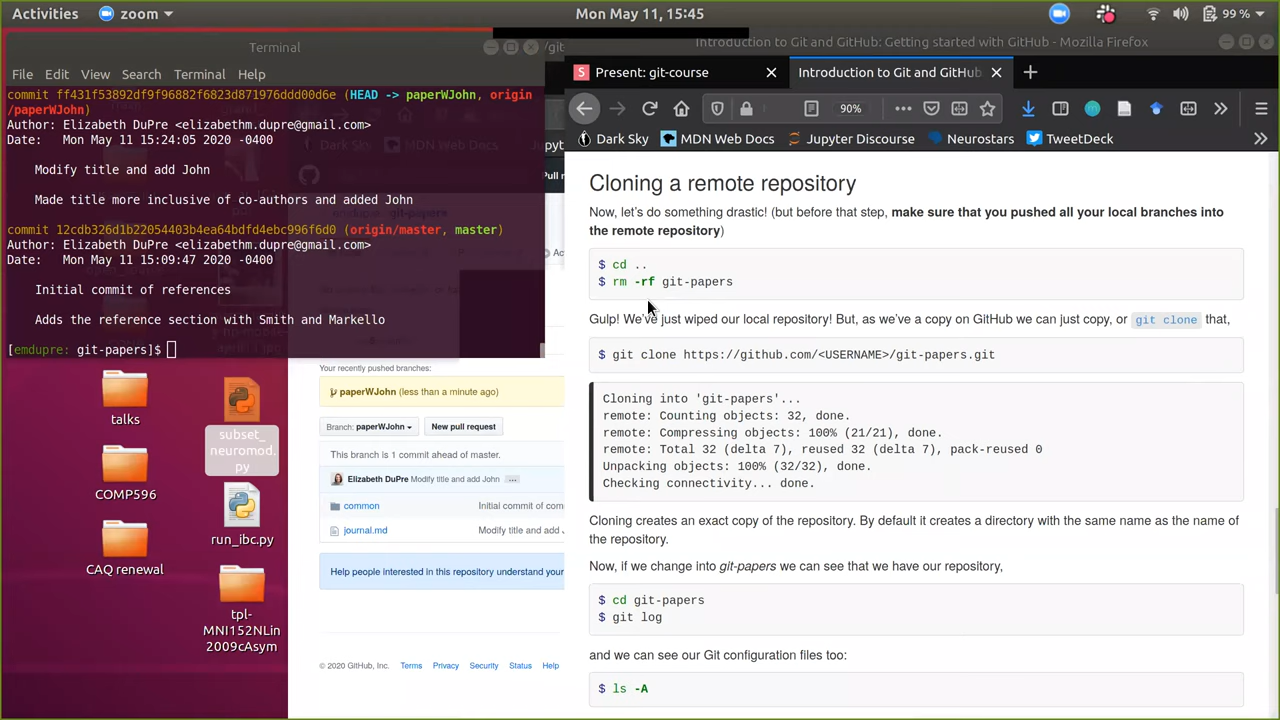 Activities
zoom
Mon May 11, 15:45
99 %
Terminal
File Edit View Search Terminal Help
commit ff431f53892df9f96882f6823d871976ddd00d6e (HEAD -> paperWJohn, origin
/paperWJohn)
Author: Elizabeth DuPre <elizabethm.dupre@gmail.com>
Date: Mon May 11 15:24:05 2020 -0400
Modify title and add John
Made title more inclusive of co-authors and added John
commit 12cdb326d1b22054403b4ea64bdfd4ebc996f6d0 (origin/master, master)
Author: Elizabeth DuPre <elizabethm.dupre@gmail.com>
Date: Mon May 11 15:09:47 2020 -0400
Initial commit of references
Adds the reference section with Smith and Markello
[emdupre: git-papers]$
talks
COMP596
CAQ renewal
subset_
neuromod.
py
run_ibc.py
tpl-
MNI152NLin
2009cAsym
/git
Pull r
Your recently pushed branches:
paperWJohn (less than a minute ago)
Branch: paperWJohn
New pull request
This branch is 1 commit ahead of master.
Elizabeth DuPre Modify title and add John ...
common
Initial commit of com
journal.md
Modify title and add J
Help people interested in this repository understand your
© 2020 GitHub, Inc. Terms Privacy Security Status Help
Introduction to Git and GitHub: Getting started with GitHub - Mozilla Firefox
Present: git-course
Introduction to Git and GitHub
90%
Dark Sky
MDN Web Docs
Jupyter Discourse
Neurostars
TweetDeck
Cloning a remote repository
Now, let's do something drastic! (but before that step, make sure that you pushed all your local branches into
the remote repository)
$ cd ..
$ rm -rf git-papers
Gulp! We've just wiped our local repository! But, as we've a copy on GitHub we can just copy, or git clone that,
$ git clone https://github.com/<USERNAME>/git-papers.git
Cloning into 'git-papers'...
remote: Counting objects: 32, done.
remote: Compressing objects: 100% (21/21), done.
remote: Total 32 (delta 7), reused 32 (delta 7), pack-reused 0
Unpacking objects: 100% (32/32), done.
Checking connectivity... done.
Cloning creates an exact copy of the repository. By default it creates a directory with the same name as the name of
the repository.
Now, if we change into git-papers we can see that we have our repository,
$ cd git-papers
$ git log
and we can see our Git configuration files too:
$ ls -A